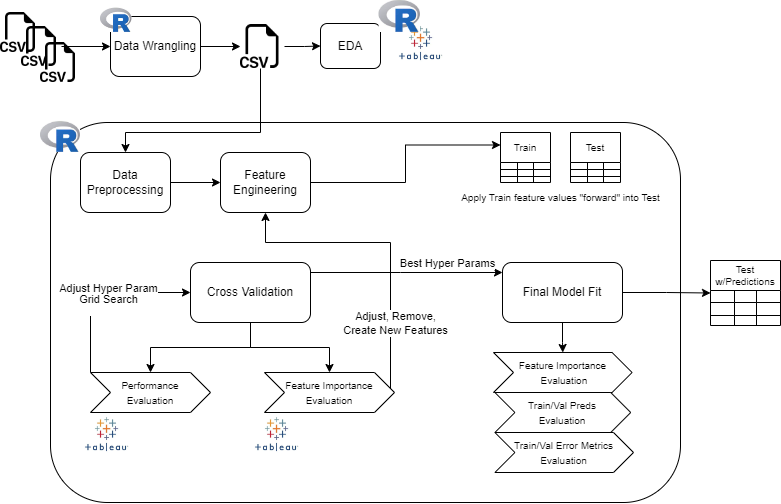 CSV
CSV
CSV
R
Data Wrangling
CSV
EDA
R
+ableau
R
Data
Preprocessing
Feature
Engineering
Train
Test
Apply Train feature values "forward" into Test
Adjust Hyper Param
Grid Search
Cross Validation
Best Hyper Params
Final Model Fit
Test
w/Predictions
Adjust, Remove,
Create New Features
Performance
Evaluation
+ableau
Feature Importance
Evaluation
+ableau
Feature Importance
Evaluation
Train/Val Preds
Evaluation
Train/Val Error Metrics
Evaluation